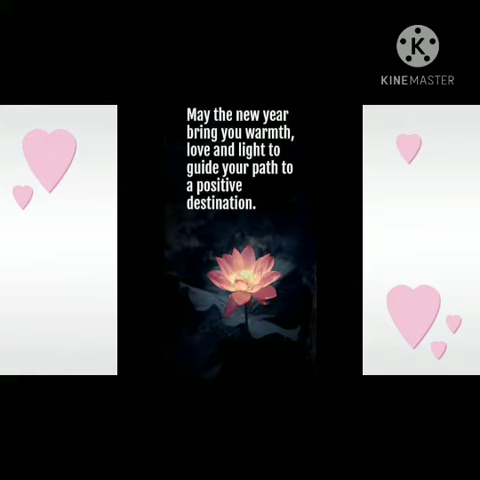 KINEMASTER
May the new year
bring you warmth,
love and light to
guide your path to
a positive
destination.